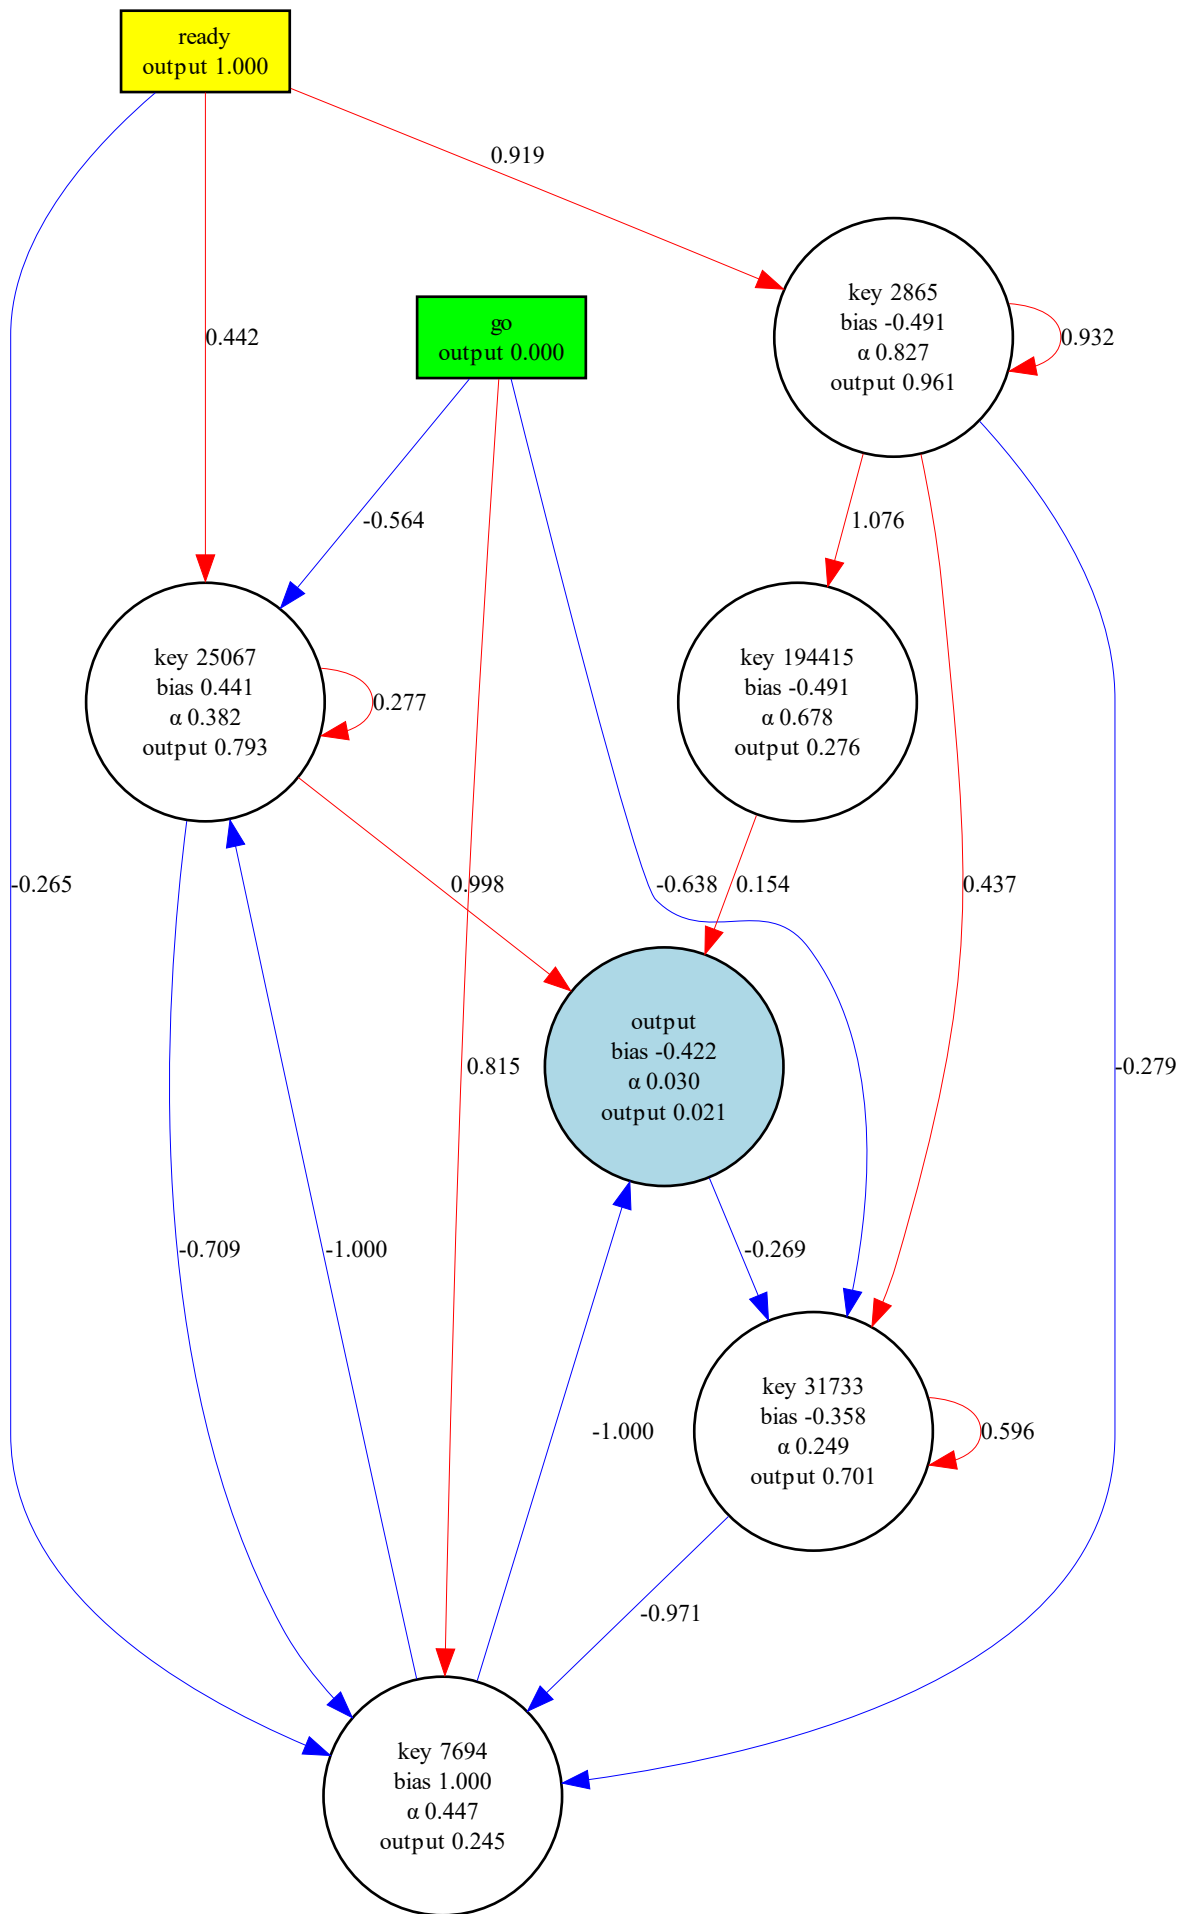 ready
output 1.000
0.919
key 2865
bias -0.491
α 0.827
output 0.961
0.932
go
output 0.000
0.442
-0.564
1.076
key 25067
bias 0.441
α 0.382
output 0.793
0.277
key 194415
bias -0.491
α 0.678
output 0.276
-0.265
0.998
-0.638
0.154
0.437
output
bias -0.422
α 0.030
output 0.021
0.815
-0.279
-0.709
-1.000
-0.269
-1.000
key 31733
bias -0.358
α 0.249
output 0.701
0.596
-0.971
key 7694
bias 1.000
α 0.447
output 0.245